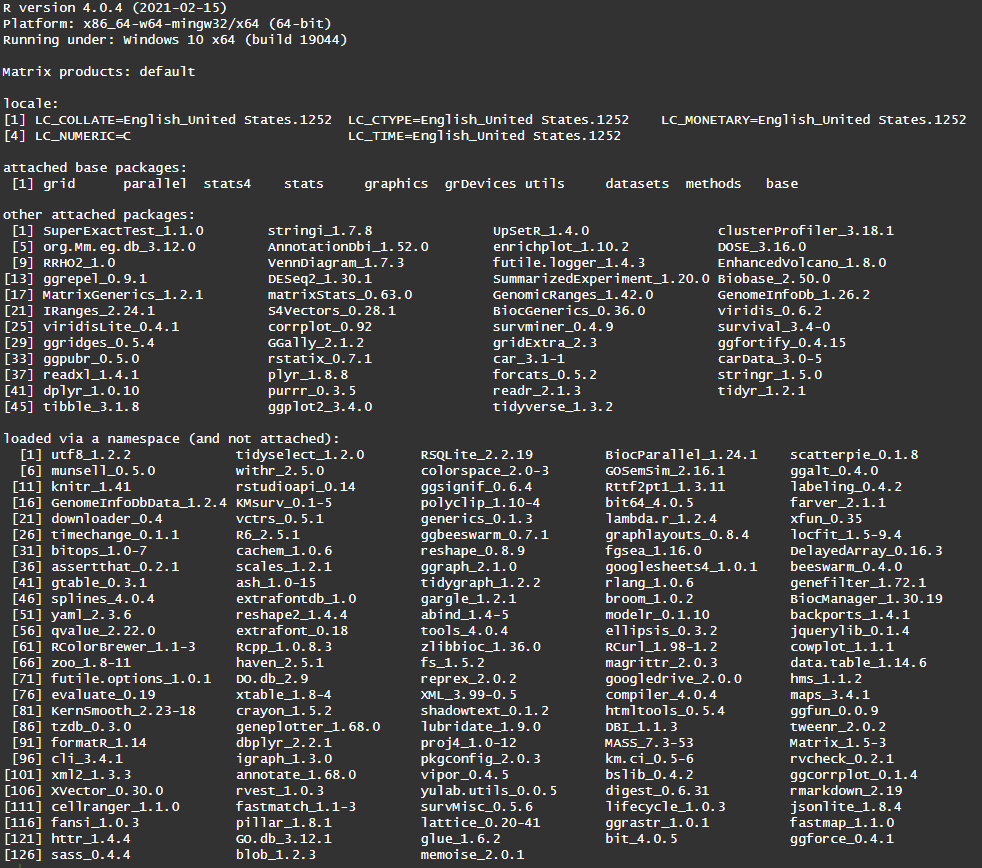 R version 4.0.4 (2021-02-15)
Platform: x86_64-w64-mingw32/x64 (64-bit)
Running under: Windows 10 x64 (build 19044)
Matrix products: default
locale:
[1] LC_COLLATE=English_United States.1252  LC_CTYPE=English_United States.1252    LC_MONETARY=English_United States.1252
[4] LC_NUMERIC=C                           LC_TIME=English_United States.1252
attached base packages:
[1] grid      parallel  stats4    stats     graphics  grDevices utils     datasets  methods   base
other attached packages:
[1] SuperExactTest_1.1.0        stringi_1.7.8               UpSetR_1.4.0                clusterProfiler_3.18.1
[5] org.Mm.eg.db_3.12.0         AnnotationDbi_1.52.0        enrichplot_1.10.2           DOSE_3.16.0
[9] RRHO2_1.0                   VennDiagram_1.7.3           futile.logger_1.4.3         EnhancedVolcano_1.8.0
[13] ggrepel_0.9.1               DESeq2_1.30.1               SummarizedExperiment_1.20.0 Biobase_2.50.0
[17] MatrixGenerics_1.2.1        matrixStats_0.63.0          GenomicRanges_1.42.0        GenomeInfoDb_1.26.2
[21] IRanges_2.24.1              S4Vectors_0.28.1            BiocGenerics_0.36.0         viridis_0.6.2
[25] viridisLite_0.4.1           corrplot_0.92               survminer_0.4.9             survival_3.4-0
[29] ggridges_0.5.4              GGally_2.1.2                gridExtra_2.3               ggfortify_0.4.15
[33] ggpubr_0.5.0                rstatix_0.7.1               car_3.1-1                   carData_3.0-5
[37] readxl_1.4.1                plyr_1.8.8                  forcats_0.5.2               stringr_1.5.0
[41] dplyr_1.0.10                purrr_0.3.5                 readr_2.1.3                 tidyr_1.2.1
[45] tibble_3.1.8                ggplot2_3.4.0               tidyverse_1.3.2
loaded via a namespace (and not attached):
[1] utf8_1.2.2             tidyselect_1.2.0       RSQLite_2.2.19         BiocParallel_1.24.1    scatterpie_0.1.8
[6] munsell_0.5.0          withr_2.5.0            colorspace_2.0-3       GOSemSim_2.16.1        ggalt_0.4.0
[11] knitr_1.41             rstudioapi_0.14        ggsignif_0.6.4         Rttf2pt1_1.3.11        labeling_0.4.2
[16] GenomeInfoDbData_1.2.4 KMsurv_0.1-5           polyclip_1.10-4        bit64_4.0.5            farver_2.1.1
[21] downloader_0.4         vctrs_0.5.1            generics_0.1.3         lambda.r_1.2.4         xfun_0.35
[26] timechange_0.1.1       R6_2.5.1               ggbeeswarm_0.7.1       graphlayouts_0.8.4     locfit_1.5-9.4
[31] bitops_1.0-7           cachem_1.0.6           reshape_0.8.9          fgsea_1.16.0           DelayedArray_0.16.3
[36] assertthat_0.2.1       scales_1.2.1           ggraph_2.1.0           googlesheets4_1.0.1    beeswarm_0.4.0
[41] gtable_0.3.1           ash_1.0-15             tidygraph_1.2.2        rlang_1.0.6            genefilter_1.72.1
[46] splines_4.0.4          extrafontdb_1.0        gargle_1.2.1           broom_1.0.2            BiocManager_1.30.19
[51] yaml_2.3.6             reshape2_1.4.4         abind_1.4-5            modelr_0.1.10          backports_1.4.1
[56] qvalue_2.22.0          extrafont_0.18         tools_4.0.4            ellipsis_0.3.2         jquerylib_0.1.4
[61] RColorBrewer_1.1-3     Rcpp_1.0.8.3           zlibbioc_1.36.0        RCurl_1.98-1.2         cowplot_1.1.1
[66] zoo_1.8-11             haven_2.5.1            fs_1.5.2               magrittr_2.0.3         data.table_1.14.6
[71] futile.options_1.0.1   DO.db_2.9              reprex_2.0.2           googledrive_2.0.0      hms_1.1.2
[76] evaluate_0.19          xtable_1.8-4           XML_3.99-0.5           compiler_4.0.4         maps_3.4.1
[81] KernSmooth_2.23-18     crayon_1.5.2           shadowtext_0.1.2       htmltools_0.5.4        ggfun_0.0.9
[86] tzdb_0.3.0             geneplotter_1.68.0     lubridate_1.9.0        DBI_1.1.3              tweenr_2.0.2
[91] formatR_1.14           dbplyr_2.2.1           proj4_1.0-12           MASS_7.3-53            Matrix_1.5-3
[96] cli_3.4.1              igraph_1.3.0           pkgconfig_2.0.3        km.ci_0.5-6            rvcheck_0.2.1
[101] xml2_1.3.3             annotate_1.68.0        vipor_0.4.5            bslib_0.4.2            ggcorrplot_0.1.4
[106] XVector_0.30.0         rvest_1.0.3            yulab.utils_0.0.5      digest_0.6.31          rmarkdown_2.19
[111] cellranger_1.1.0       fastmatch_1.1-3        survMisc_0.5.6         lifecycle_1.0.3        jsonlite_1.8.4
[116] fansi_1.0.3            pillar_1.8.1           lattice_0.20-41        ggrastr_1.0.1          fastmap_1.1.0
[121] httr_1.4.4             GO.db_3.12.1           glue_1.6.2             bit_4.0.5              ggforce_0.4.1
[126] sass_0.4.4             blob_1.2.3             memoise_2.0.1